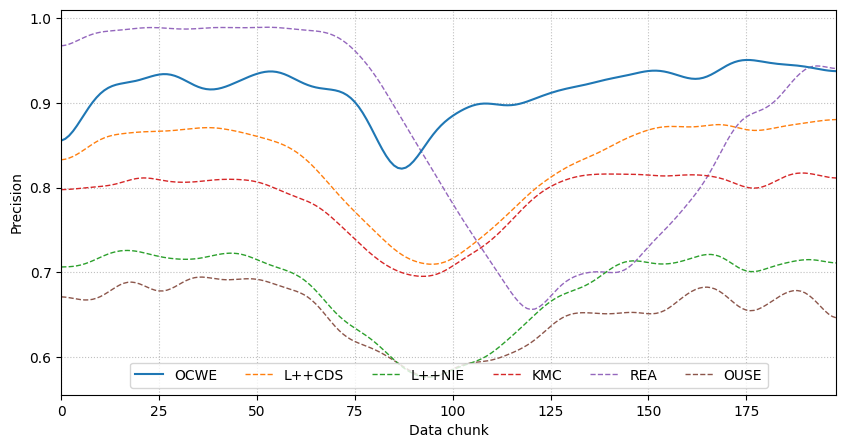 1.0
0.9
0.8
0.7
0.6
Precision
OCWE L++CDS L++NIE KMC REA OUSE
0 25 50 75 100 125 150 175
Data chunk